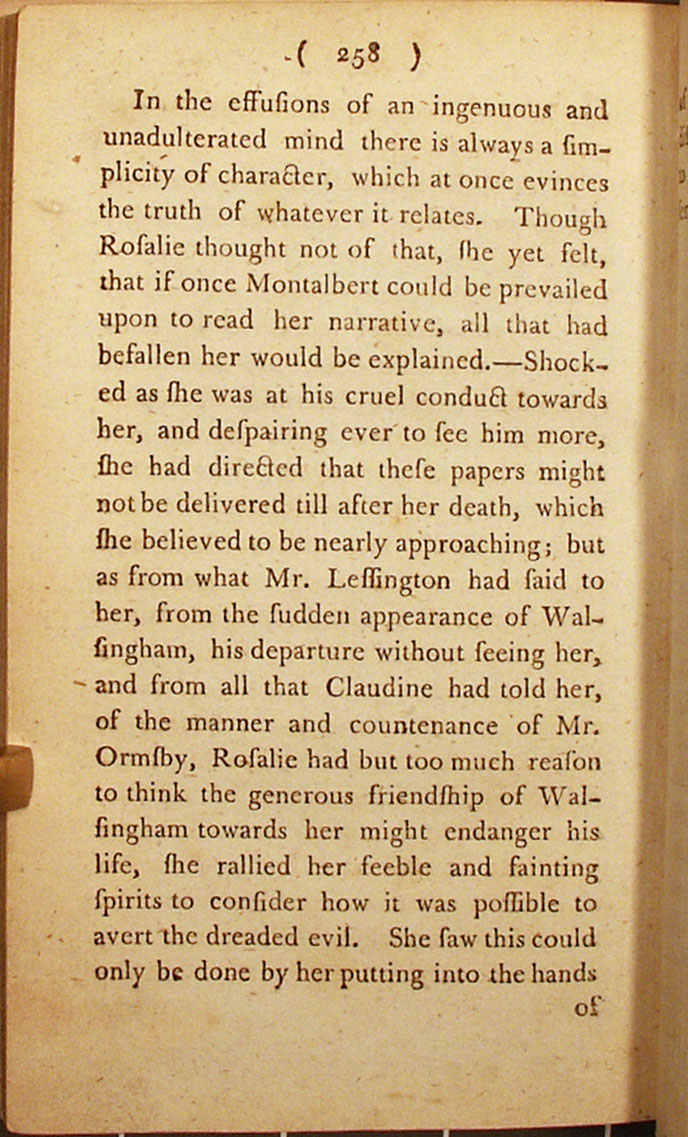 ( 258 )
In the effuſions of an ingenuous and
unadulterated mind there is always a ſim-
plicity of character, which at once evinces
the truth of whatever it relates. Though
Roſalie thought not of that, ſhe yet felt,
that if once Montalbert could be prevailed
upon to read her narrative, all that had
befallen her would be explained.—Shock-
ed as ſhe was at his cruel conduct towards
her, and deſpairing ever to ſee him more,
ſhe had directed that theſe papers might
not be delivered till after her death, which
ſhe believed to be nearly approaching; but
as from what Mr. Leſſington had ſaid to
her, from the ſudden appearance of Wal-
ſingham, his departure without ſeeing her,
and from all that Claudine had told her,
of the manner and countenance of Mr.
Ormſby, Roſalie had but too much reaſon
to think the generous friendſhip of Wal-
ſingham towards her might endanger his
life, ſhe rallied her feeble and fainting
ſpirits to conſider how it was poſſible to
avert the dreaded evil. She ſaw this could
only be done by her putting into the hands
of